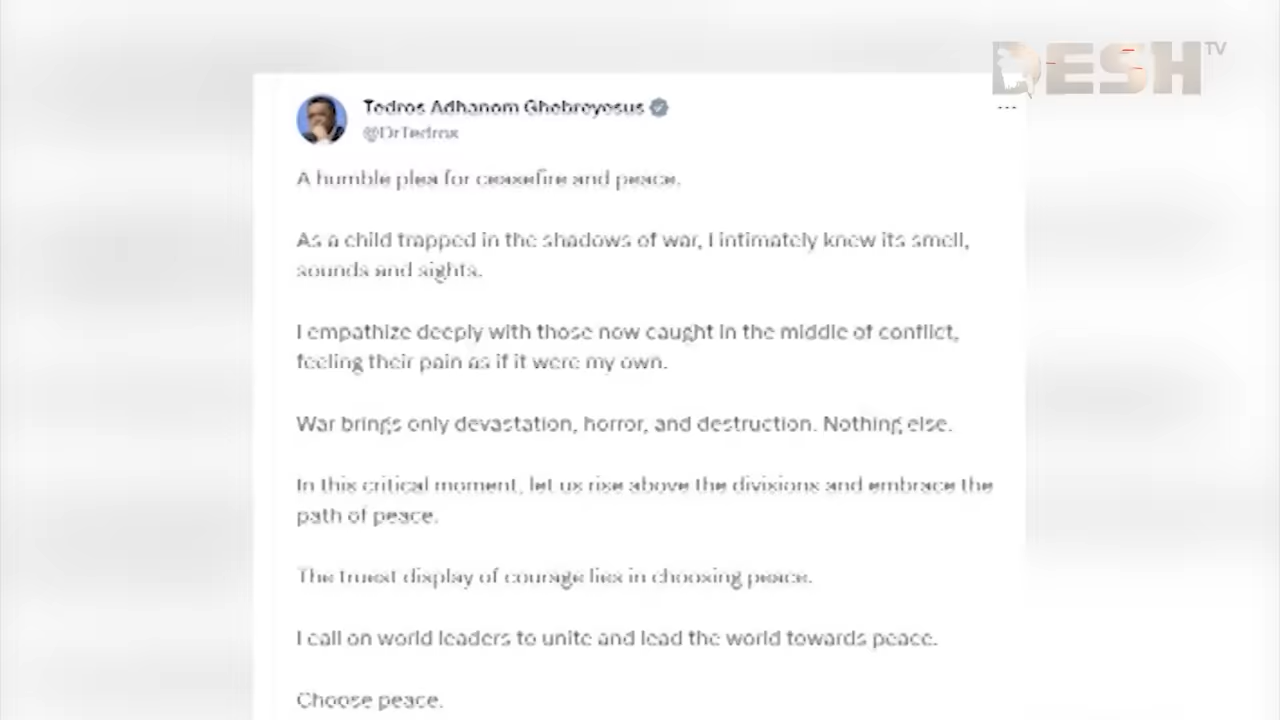 DESH TV
Tedros Adhanom Ghebreyesus
@DrTedros
A humble plea for ceasefire and peace.
As a child trapped in the shadows of war, I intimately knew its smell,
sounds and sights.
I empathize deeply with those now caught in the middle of conflict,
feeling their pain as if it were my own.
War brings only devastation, horror, and destruction. Nothing else.
In this critical moment, let us rise above the divisions and embrace the
path of peace.
The truest display of courage lies in choosing peace.
I call on world leaders to unite and lead the world towards peace.
Choose peace.